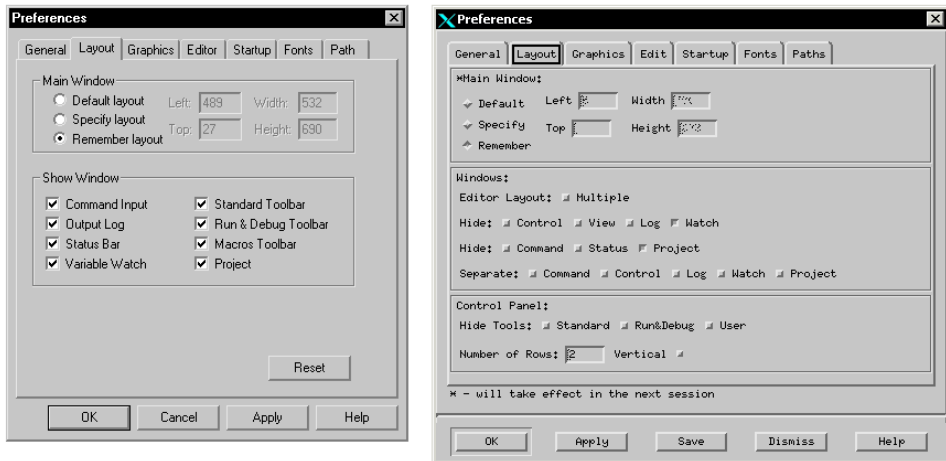 Preferences
General Layout Graphics Editor Startup Fonts Path
Main Window
Default layout Left: 489 Width: 532
Specify layout
Top: 27 Height: 690
Remember layout
Show Window
Command Input Standard Toolbar
Output Log Run & Debug Toolbar
Status Bar Macros Toolbar
Variable Watch Project
Reset
OK Cancel Apply Help
Preferences
General Layout Graphics Edit Startup Fonts Paths
*Main Window:
Default Left Width
Specify Top Height
Remember
Windows:
Editor Layout: Multiple
Hide: Control View Log Watch
Hide: Command Status Project
Separate: Command Control Log Watch Project
Control Panel:
Hide Tools: Standard Run&Debug User
Number of Rows: 2 Vertical
* - will take effect in the next session
OK Apply Save Dismiss Help